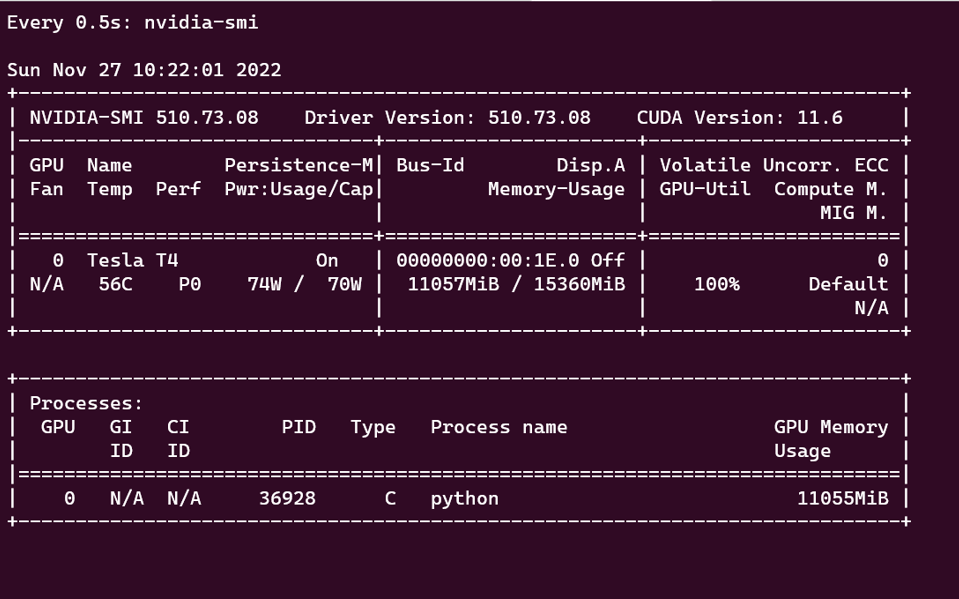 Every 0.5s: nvidia-smi

Sun Nov 27 10:22:01 2022
+-----------------------------------------------------------------------------+
| NVIDIA-SMI 510.73.08    Driver Version: 510.73.08    CUDA Version: 11.6     |
|-------------------------------+----------------------+----------------------+
| GPU  Name        Persistence-M| Bus-Id        Disp.A | Volatile Uncorr. ECC |
| Fan  Temp  Perf  Pwr:Usage/Cap|         Memory-Usage | GPU-Util  Compute M. |
|                               |                      |               MIG M. |
|===============================+======================+======================|
|   0  Tesla T4            On   | 00000000:00:1E.0 Off |                    0 |
| N/A   56C    P0    74W /  70W |  11057MiB / 15360MiB |    100%      Default |
|                               |                      |                  N/A |
+-------------------------------+----------------------+----------------------+

+-----------------------------------------------------------------------------+
| Processes:                                                                  |
|  GPU   GI   CI        PID   Type   Process name                  GPU Memory |
|        ID   ID                                                   Usage      |
|=============================================================================|
|    0   N/A  N/A     36928      C   python                          11055MiB |
+-----------------------------------------------------------------------------+